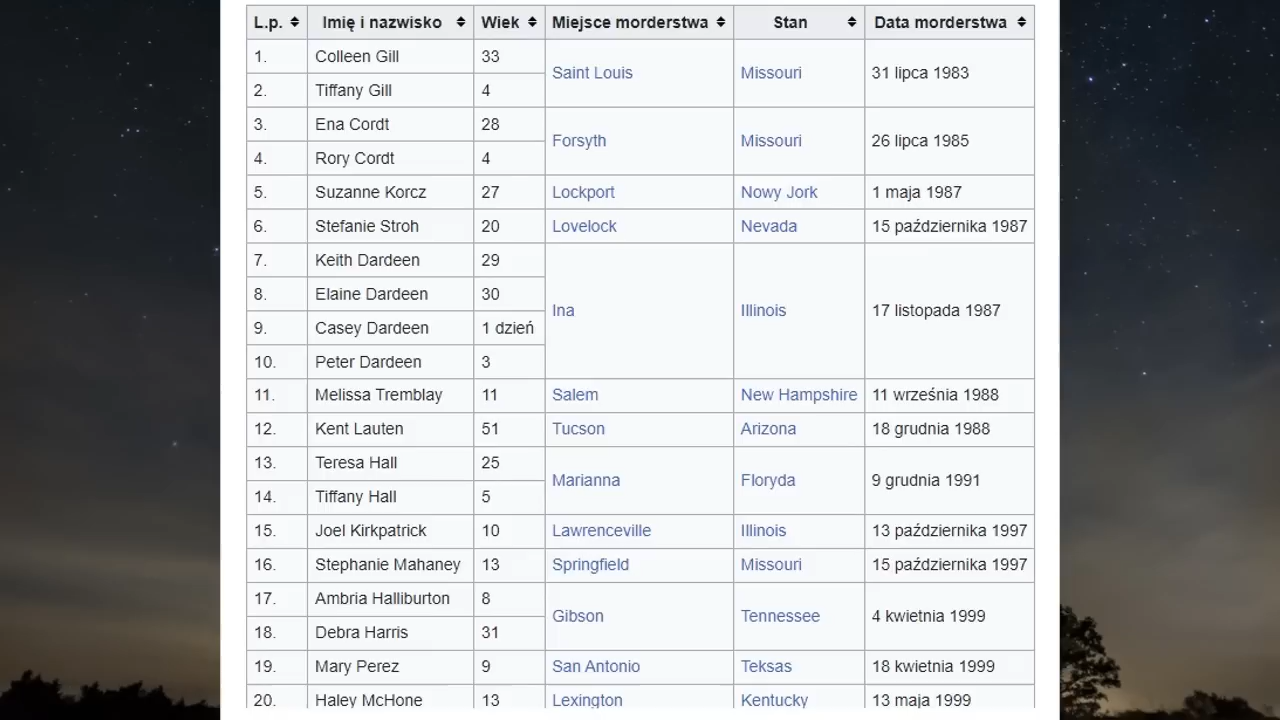 L.p. Imię i nazwisko Wiek Miejsce morderstwa Stan Data morderstwa
1. Colleen Gill 33 Saint Louis Missouri 31 lipca 1983
2. Tiffany Gill 4
3. Ena Cordt 28 Forsyth Missouri 26 lipca 1985
4. Rory Cordt 4
5. Suzanne Korcz 27 Lockport Nowy Jork 1 maja 1987
6. Stefanie Stroh 20 Lovelock Nevada 15 października 1987
7. Keith Dardeen 29 Ina Illinois 17 listopada 1987
8. Elaine Dardeen 30
9. Casey Dardeen 1 dzień
10. Peter Dardeen 3
11. Melissa Tremblay 11 Salem New Hampshire 11 września 1988
12. Kent Lauten 51 Tucson Arizona 18 grudnia 1988
13. Teresa Hall 25 Marianna Floryda 9 grudnia 1991
14. Tiffany Hall 5
15. Joel Kirkpatrick 10 Lawrenceville Illinois 13 października 1997
16. Stephanie Mahaney 13 Springfield Missouri 15 października 1997
17. Ambria Halliburton 8 Gibson Tennessee 4 kwietnia 1999
18. Debra Harris 31
19. Mary Perez 9 San Antonio Teksas 18 kwietnia 1999
20. Haley McHone 13 Lexington Kentucky 13 maja 1999